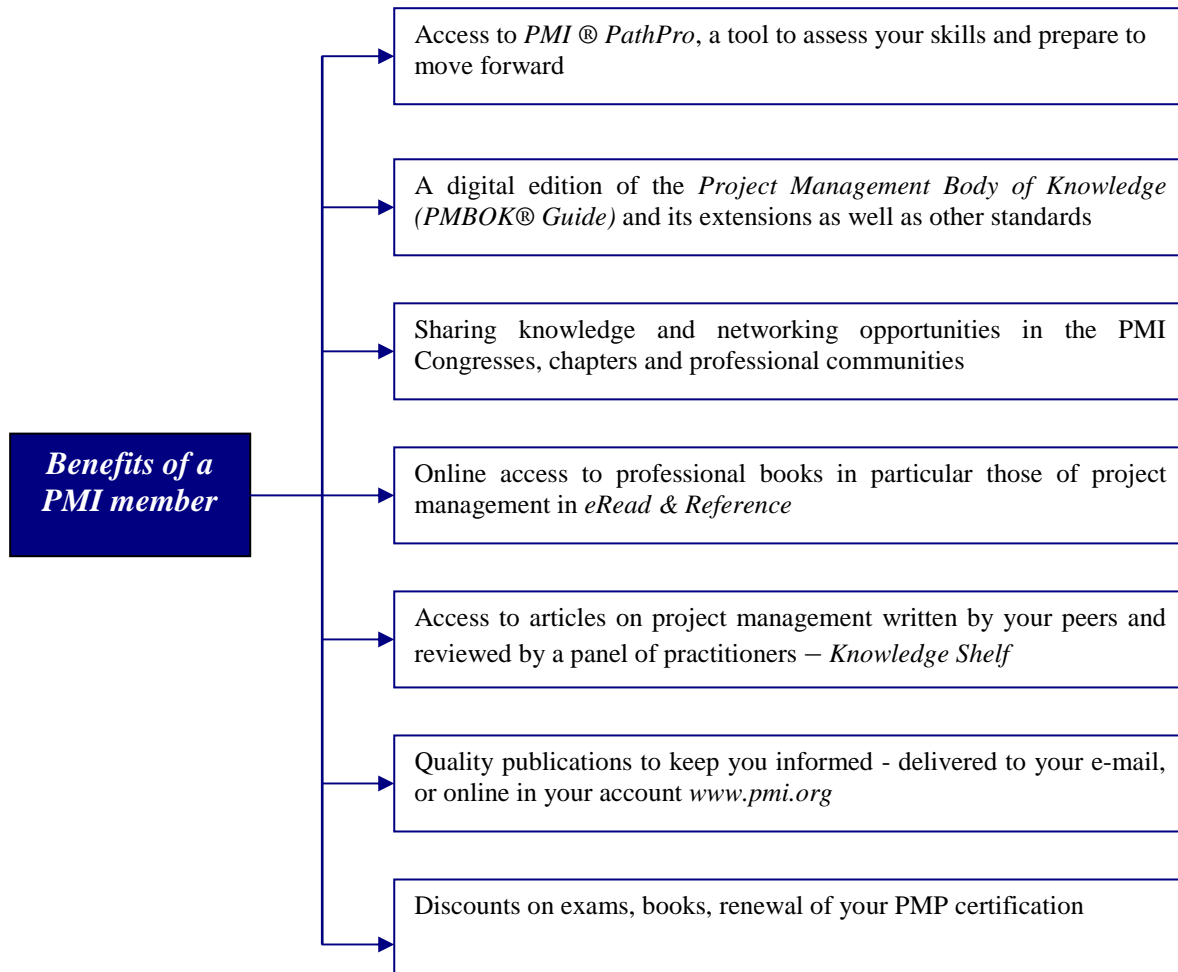 Access to PMI ® PathPro, a tool to assess your skills and prepare to
move forward
A digital edition of the Project Management Body of Knowledge
(PMBOK® Guide) and its extensions as well as other standards
Sharing knowledge and networking opportunities in the PMI
Congresses, chapters and professional communities
Benefits of a
PMI member
Online access to professional books in particular those of project
management in eRead & Reference
Access to articles on project management written by your peers and
reviewed by a panel of practitioners – Knowledge Shelf
Quality publications to keep you informed - delivered to your e-mail,
or online in your account www.pmi.org
Discounts on exams, books, renewal of your PMP certification